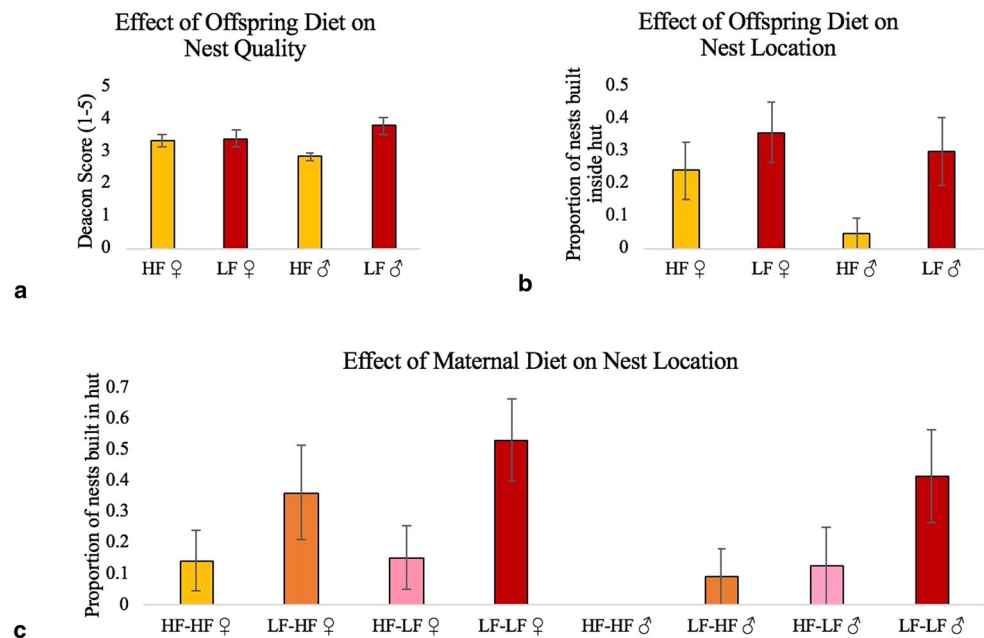 Effect of Offspring Diet on
Nest Quality
Deacon Score (1-5)
5
4
3
2
1
0
HF ♀ LF ♀ HF ♂ LF ♂
a
Effect of Offspring Diet on
Nest Location
Proportion of nests built
inside hut
0.5
0.4
0.3
0.2
0.1
0
HF ♀ LF ♀ HF ♂ LF ♂
b
Effect of Maternal Diet on Nest Location
Proportion of nests built in hut
0.7
0.6
0.5
0.4
0.3
0.2
0.1
0
HF-HF ♀ LF-HF ♀ HF-LF ♀ LF-LF ♀ HF-HF ♂ LF-HF ♂ HF-LF ♂ LF-LF ♂
c